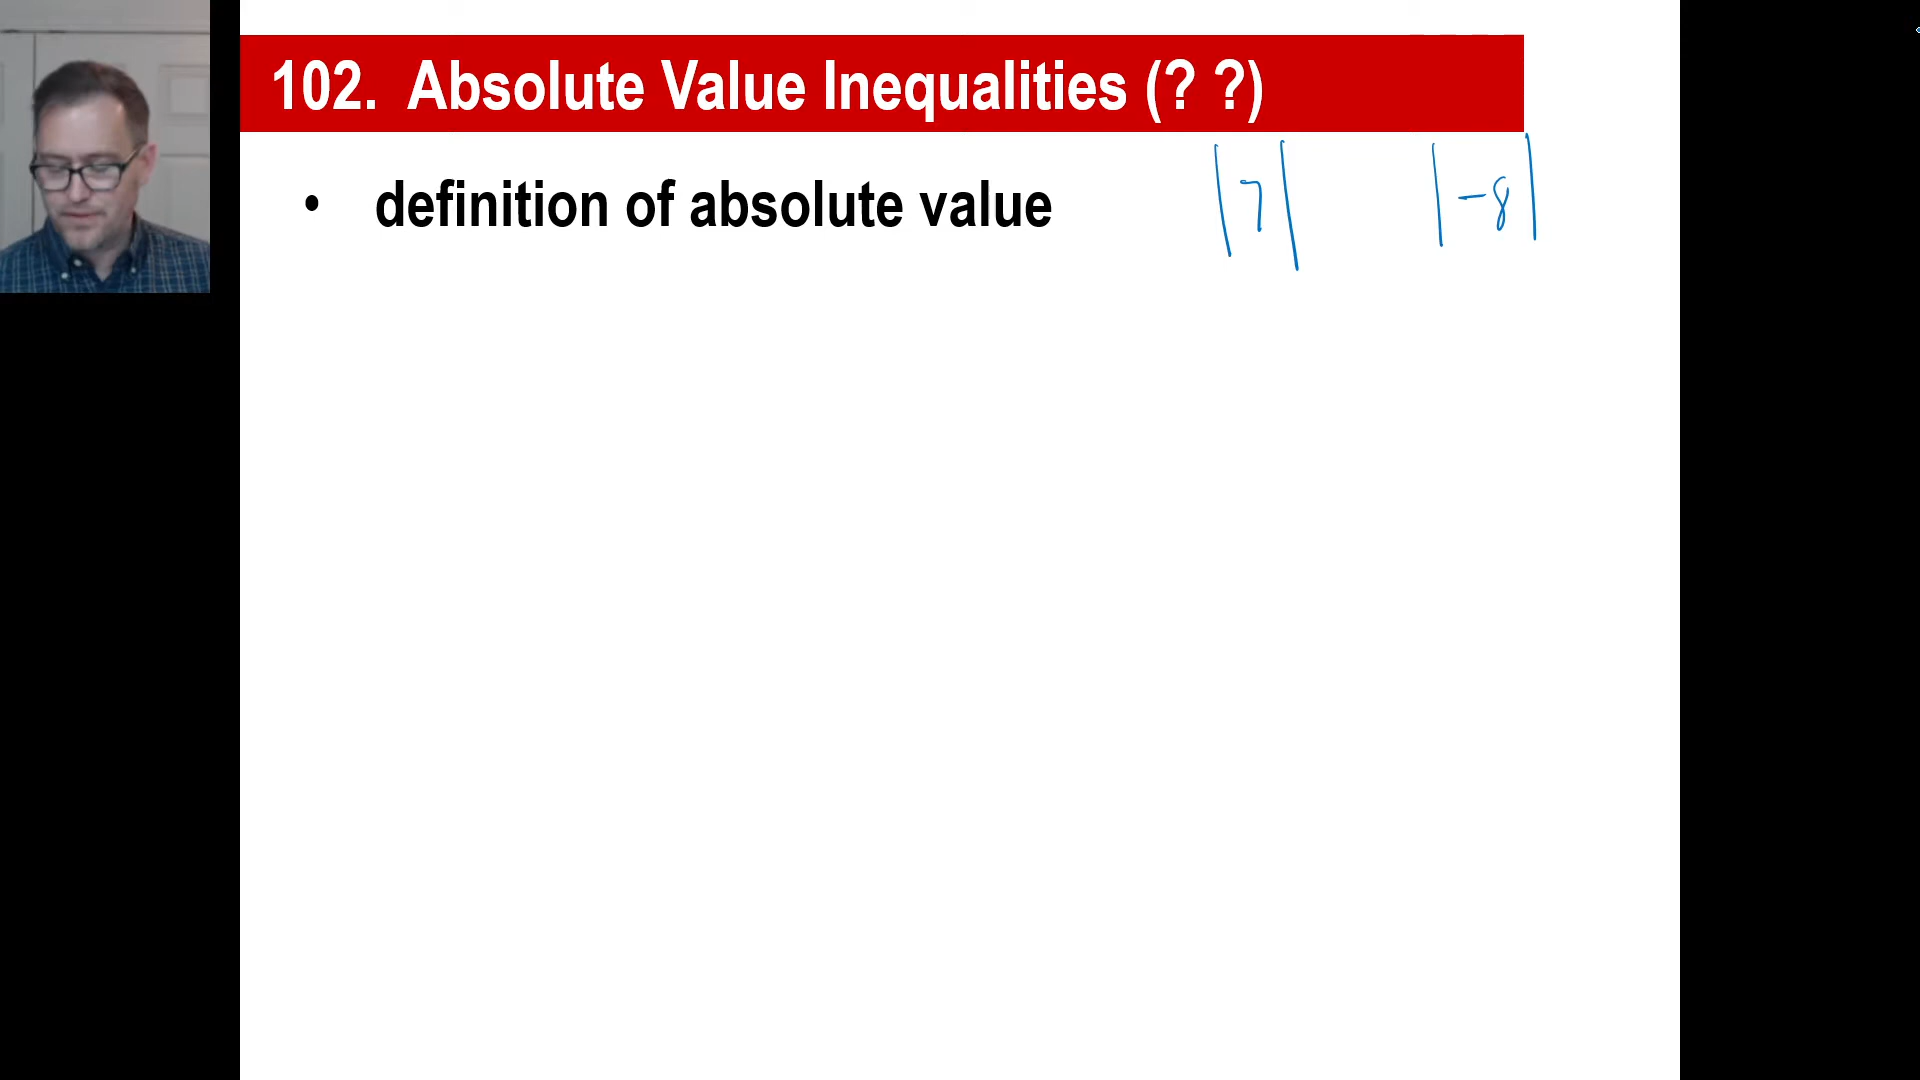 102. Absolute Value Inequalities (? ?)
• definition of absolute value |7| |-8|